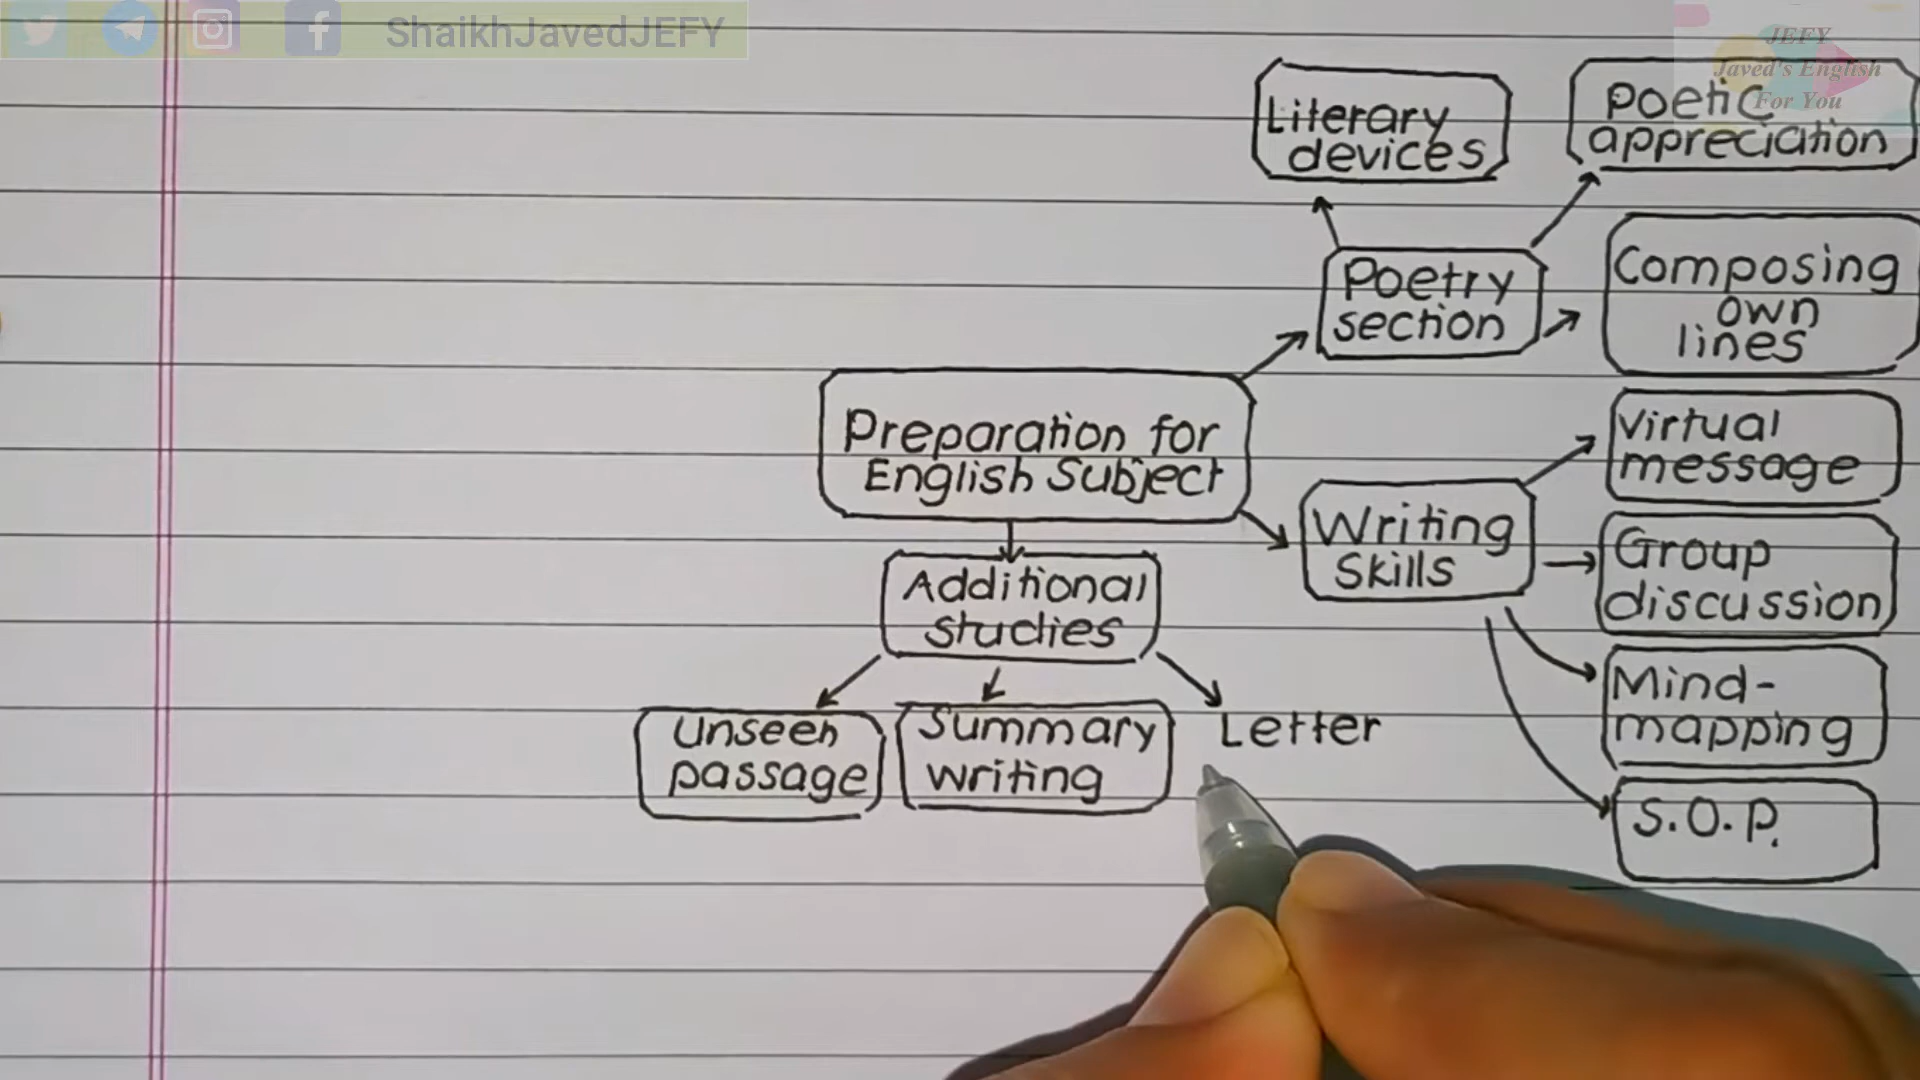 ShaikhJavedJEFY
JEFY
Javed's English
For You
Literary
devices
Poetic
appreciation
Poetry
section
Composing
own
lines
Preparation for
English Subject
Virtual
message
Writing
Skills
Group
discussion
Additional
studies
Mind-
mapping
Unseen
passage
Summary
writing
Letter
S.O.P.